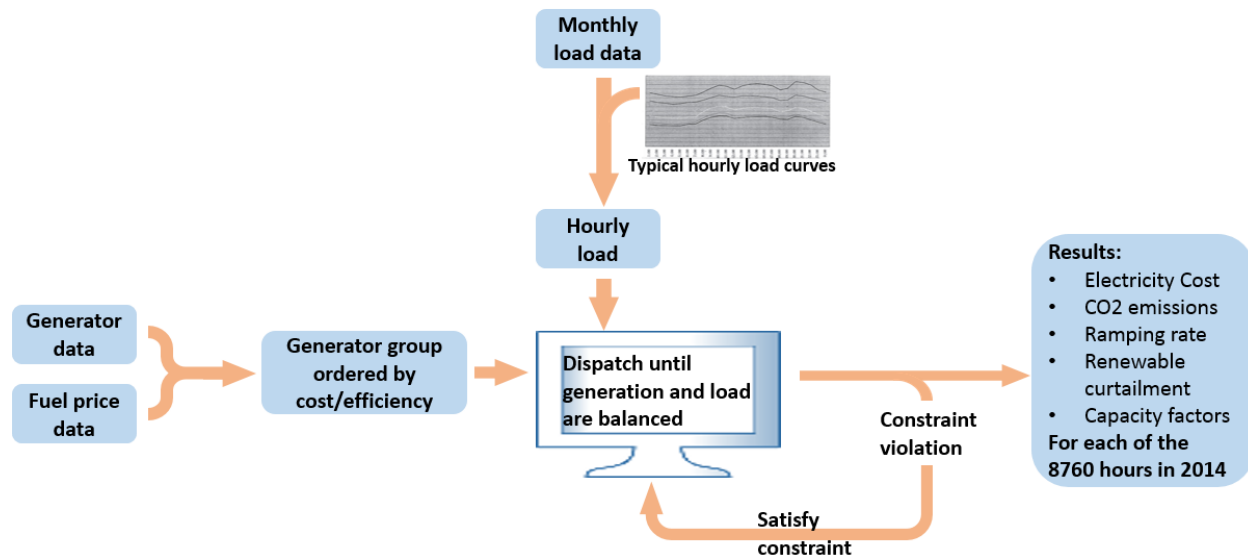 Monthly
load data
Typical hourly load curves
Hourly
load
Generator
data
Fuel price
data
Generator group
ordered by
cost/efficiency
Dispatch until
generation and load
are balanced
Constraint
violation
Satisfy
constraint
Results:
• Electricity Cost
• CO2 emissions
• Ramping rate
• Renewable
curtailment
• Capacity factors
For each of the
8760 hours in 2014